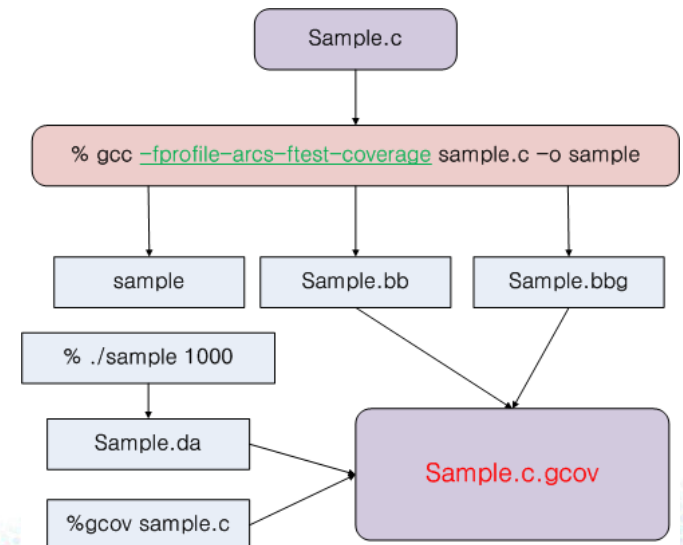 Sample.c
% gcc -fprofile-arcs-ftest-coverage sample.c -o sample
sample
Sample.bb
Sample.bbg
% ./sample 1000
Sample.da
Sample.c.gcov
%gcov sample.c